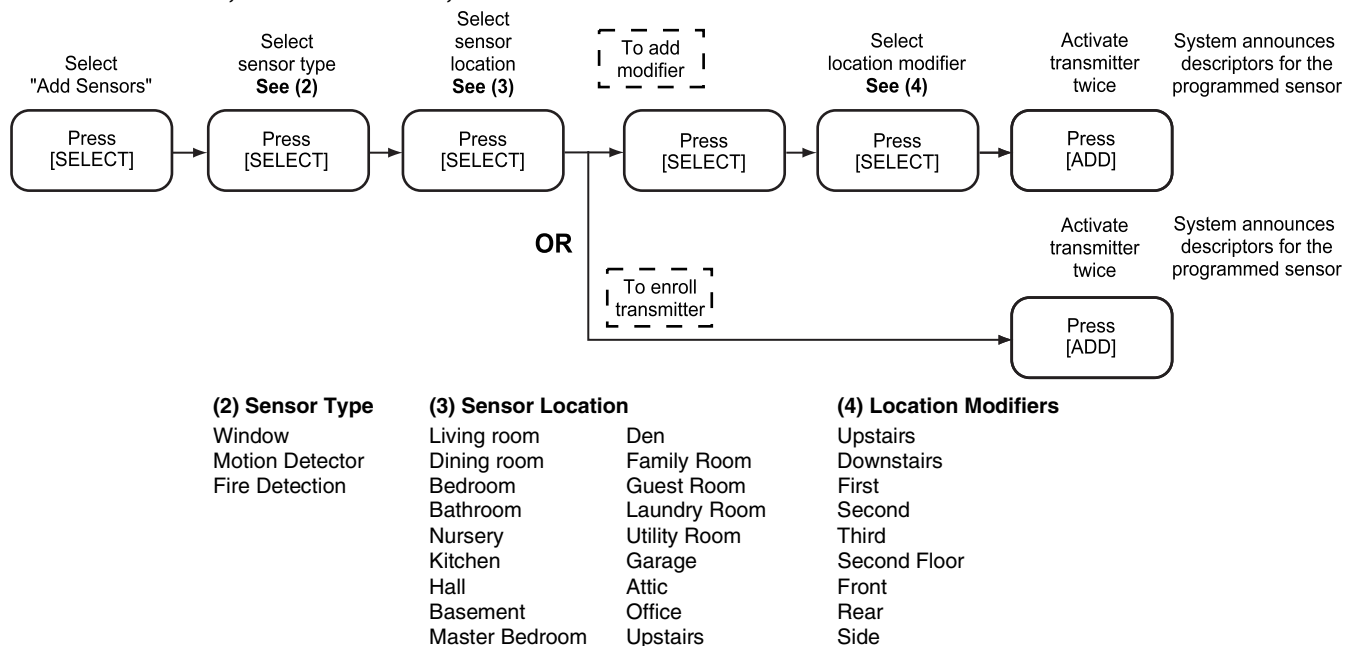 Select
"Add Sensors"
Press
[SELECT]
Select
sensor type
See (2)
Press
[SELECT]
Select
sensor
location
See (3)
Press
[SELECT]
To add
modifier
Press
[SELECT]
Select
location modifier
See (4)
Press
[SELECT]
Activate
transmitter
twice
Press
[ADD]
System announces
descriptors for the
programmed sensor
OR
To enroll
transmitter
Activate
transmitter
twice
Press
[ADD]
System announces
descriptors for the
programmed sensor
(2) Sensor Type
Window
Motion Detector
Fire Detection
(3) Sensor Location
Living room
Dining room
Bedroom
Bathroom
Nursery
Kitchen
Hall
Basement
Master Bedroom
Den
Family Room
Guest Room
Laundry Room
Utility Room
Garage
Attic
Office
Upstairs
(4) Location Modifiers
Upstairs
Downstairs
First
Second
Third
Second Floor
Front
Rear
Side